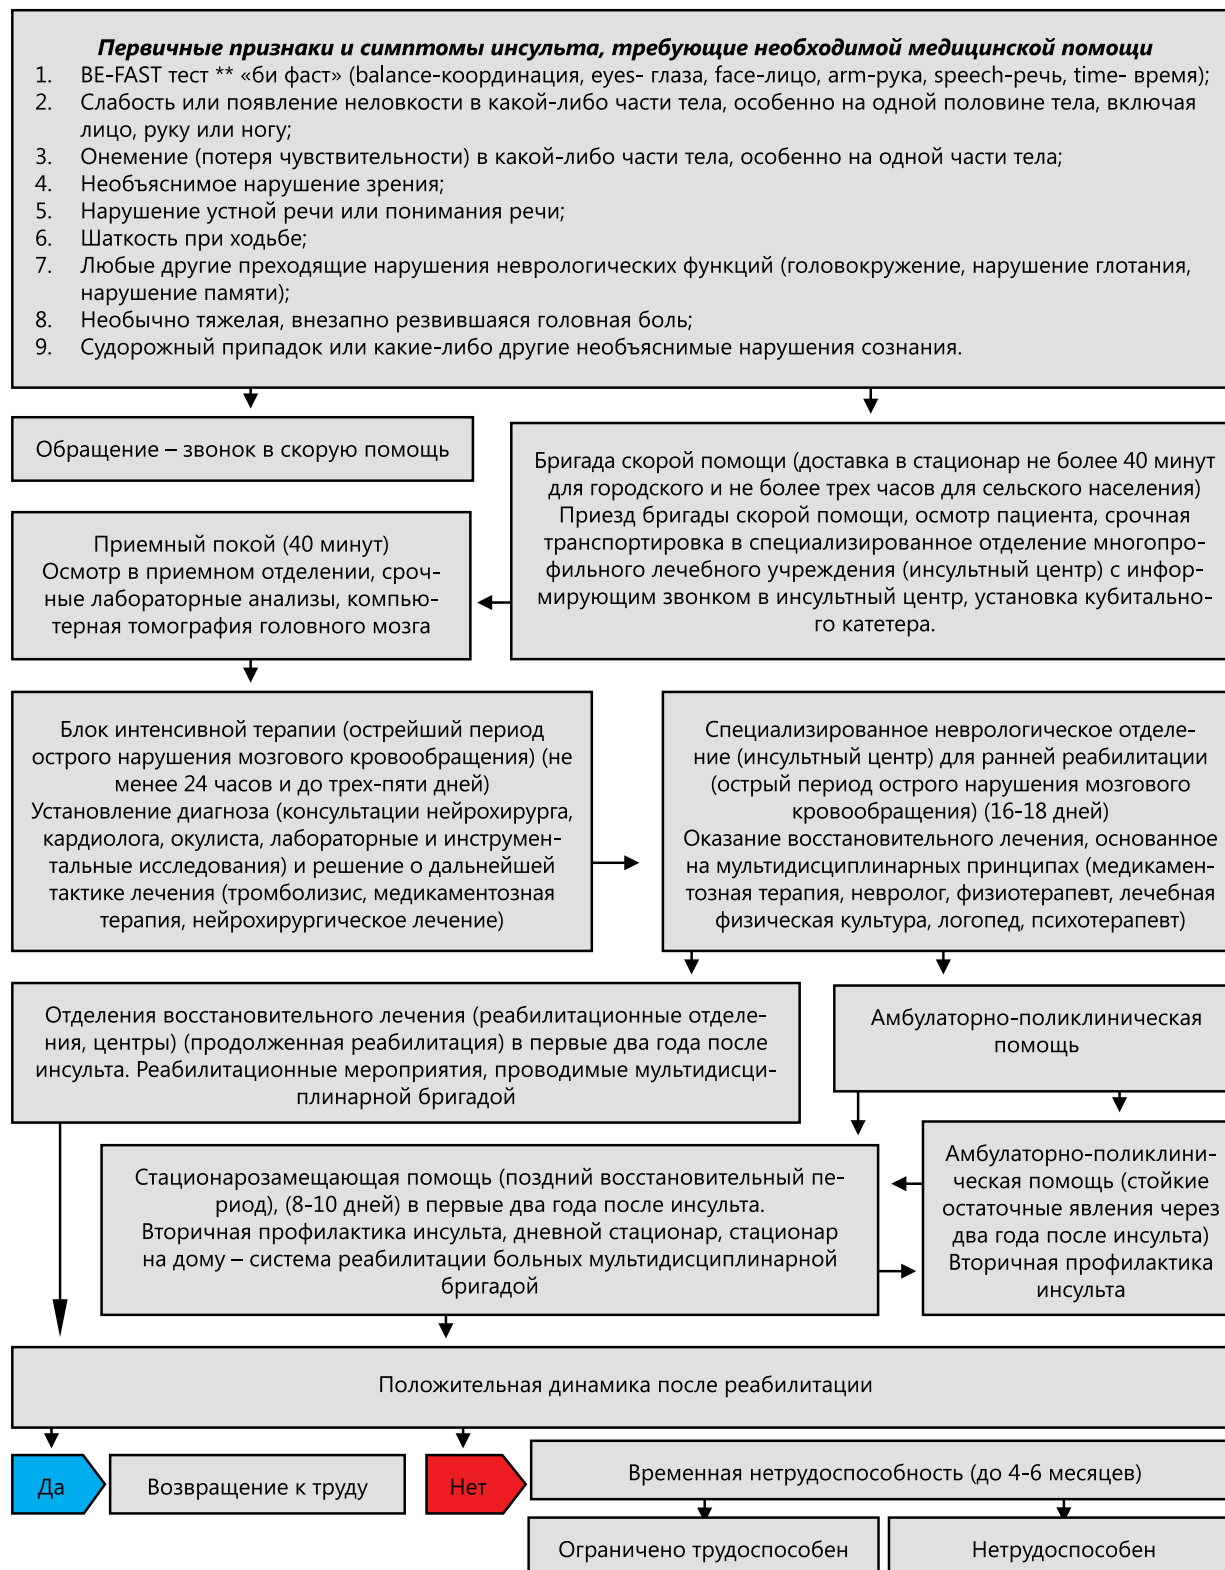 Первичные признаки и симптомы инсульта, требующие необходимой медицинской помощи
1. BE-FAST тест ** «би фаст» (balance-координация, eyes- глаза, face-лицо, arm-рука, speech-речь, time- время);
2. Слабость или появление неловкости в какой-либо части тела, особенно на одной половине тела, включая
лицо, руку или ногу;
3. Онемение (потеря чувствительности) в какой-либо части тела, особенно на одной части тела;
4. Необъяснимое нарушение зрения;
5. Нарушение устной речи или понимания речи;
6. Шаткость при ходьбе;
7. Любые другие преходящие нарушения неврологических функций (головокружение, нарушение глотания,
нарушение памяти);
8. Необычно тяжелая, внезапно резвившаяся головная боль;
9. Судорожный припадок или какие-либо другие необъяснимые нарушения сознания.
Обращение – звонок в скорую помощь
Бригада скорой помощи (доставка в стационар не более 40 минут
для городского и не более трех часов для сельского населения)
Приезд бригады скорой помощи, осмотр пациента, срочная
транспортировка в специализированное отделение многопро-
фильного лечебного учреждения (инсультный центр) с инфор-
мирующим звонком в инсультный центр, установка кубитально-
го катетера.
Приемный покой (40 минут)
Осмотр в приемном отделении, сроч-
ные лабораторные анализы, компью-
терная томография головного мозга
Блок интенсивной терапии (острейший период
острого нарушения мозгового кровообращения) (не
менее 24 часов и до трех-пяти дней)
Установление диагноза (консультации нейрохирурга,
кардиолога, окулиста, лабораторные и инструмен-
тальные исследования) и решение о дальнейшей
тактике лечения (тромболизис, медикаментозная
терапия, нейрохирургическое лечение)
Специализированное неврологическое отделе-
ние (инсультный центр) для ранней реабилитации
(острый период острого нарушения мозгового
кровообращения) (16-18 дней)
Оказание восстановительного лечения, основанное
на мультидисциплинарных принципах (медикамен-
тозная терапия, невролог, физиотерапевт, лечебная
физическая культура, логопед, психотерапевт)
Отделения восстановительного лечения (реабилитационные отделе-
ния, центры) (продолженная реабилитация) в первые два года после
инсульта. Реабилитационные мероприятия, проводимые мультидисци-
плинарной бригадой
Амбулаторно-поликлиническая
помощь
Стационарозамещающая помощь (поздний восстановительный пе-
риод), (8-10 дней) в первые два года после инсульта.
Вторичная профилактика инсульта, дневной стационар, стационар
на дому – система реабилитации больных мультидисциплинарной
бригадой
Амбулаторно-поликлини-
ческая помощь (стойкие
остаточные явления через
два года после инсульта)
Вторичная профилактика
инсульта
Положительная динамика после реабилитации
Да
Возвращение к труду
Нет
Временная нетрудоспособность (до 4-6 месяцев)
Ограничено трудоспособен
Нетрудоспособен